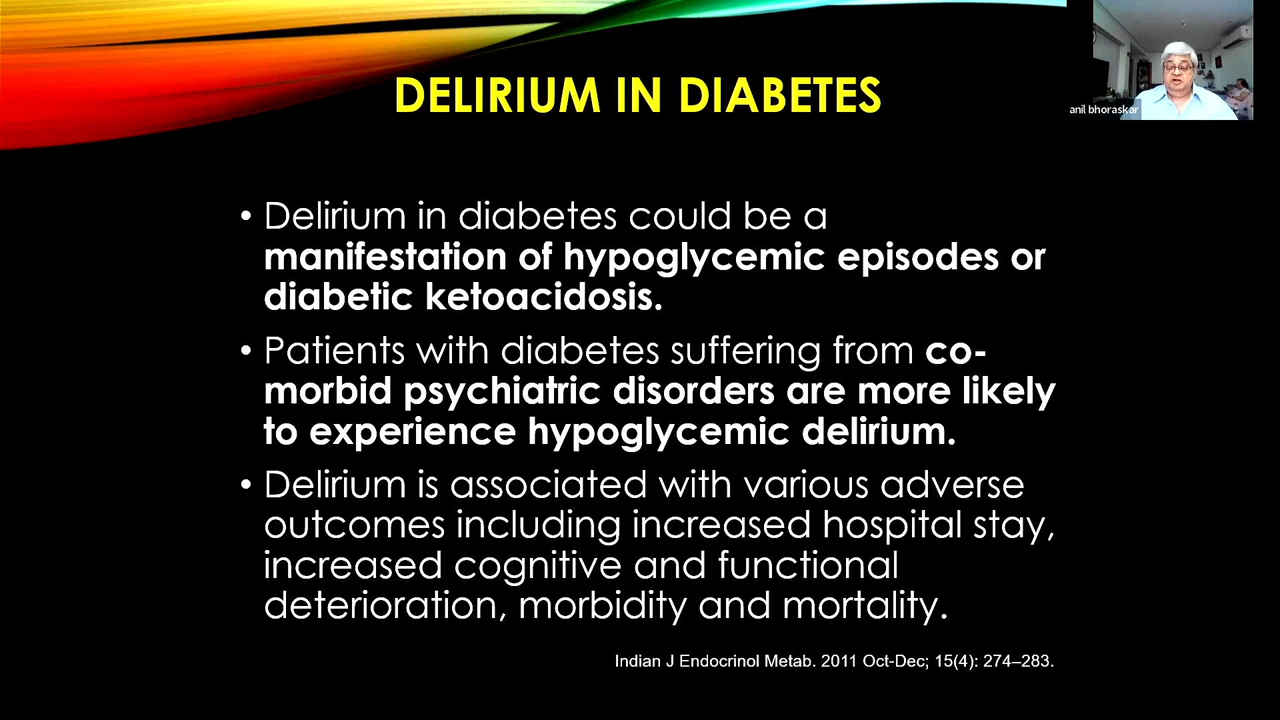 DELIRIUM IN DIABETES
anil bhoraskar
• Delirium in diabetes could be a
manifestation of hypoglycemic episodes or
diabetic ketoacidosis.
• Patients with diabetes suffering from co-
morbid psychiatric disorders are more likely
to experience hypoglycemic delirium.
• Delirium is associated with various adverse
outcomes including increased hospital stay,
increased cognitive and functional
deterioration, morbidity and mortality.
Indian J Endocrinol Metab. 2011 Oct-Dec; 15(4): 274–283.